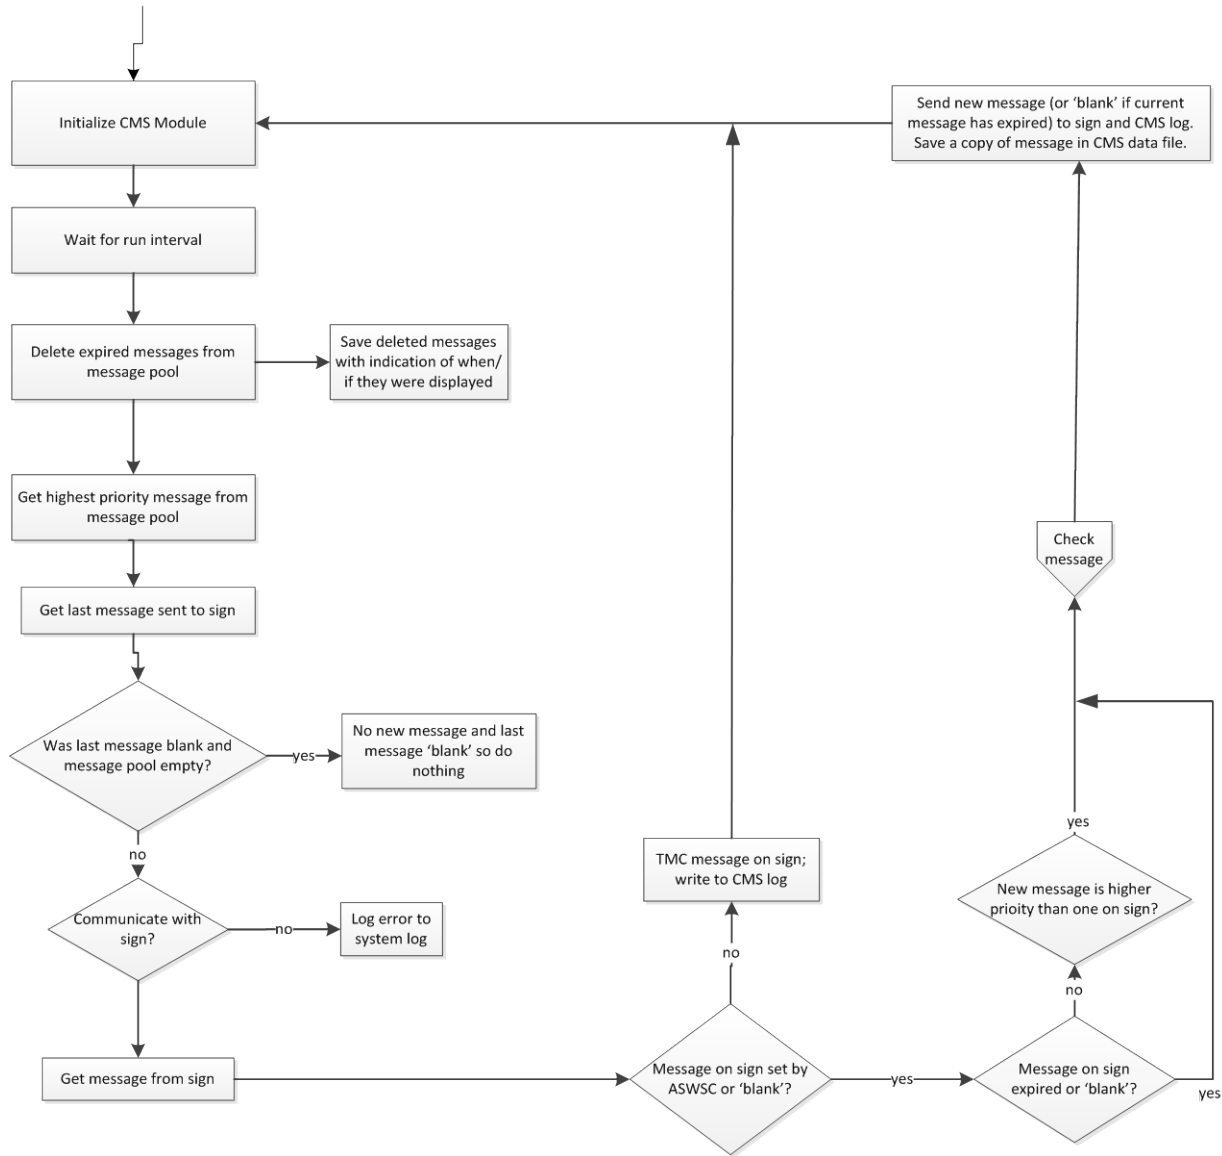 Initialize CMS Module
Send new message (or ‘blank’ if current
message has expired) to sign and CMS log.
Save a copy of message in CMS data file.
Wait for run interval
Delete expired messages from
message pool
Save deleted messages
with indication of when/
if they were displayed
Get highest priority message from
message pool
Check
message
Get last message sent to sign
Was last message blank and
message pool empty?
yes
No new message and last
message ‘blank’ so do
nothing
no
Communicate with
sign?
no
Log error to
system log
TMC message on sign;
write to CMS log
yes
New message is higher
prioity than one on sign?
no
no
Get message from sign
Message on sign set by
ASWSC or ‘blank’?
yes
Message on sign
expired or ‘blank’?
yes